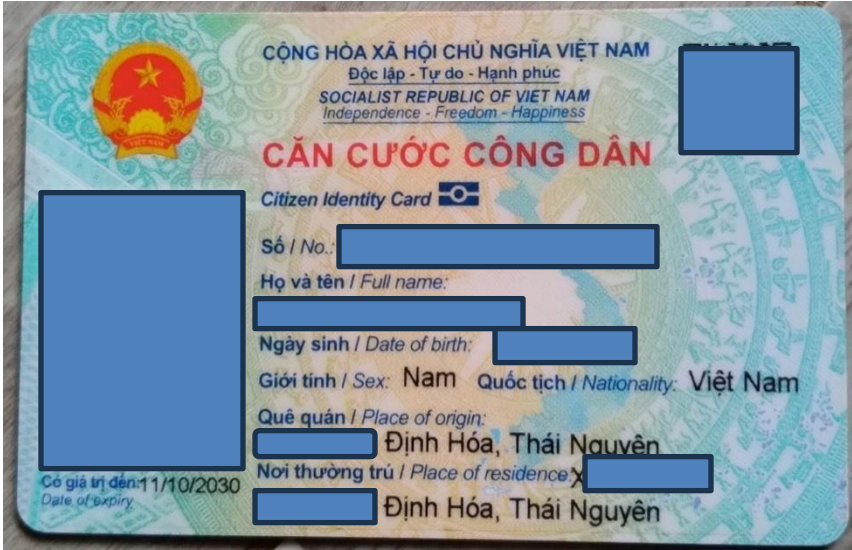 CỘNG HÒA XÃ HỘI CHỦ NGHĨA VIỆT NAM
Độc lập - Tự do - Hạnh phúc
SOCIALIST REPUBLIC OF VIET NAM
Independence - Freedom - Happiness
CĂN CƯỚC CÔNG DÂN
Citizen Identity Card
Số / No.:
Họ và tên / Full name:
Ngày sinh / Date of birth:
Giới tính / Sex: Nam Quốc tịch / Nationality: Việt Nam
Quê quán / Place of origin:
Định Hóa, Thái Nguyên
Nơi thường trú / Place of residence:
Định Hóa, Thái Nguyên
Có giá trị đến: 11/10/2030
Date of expiry
VIỆT NAM